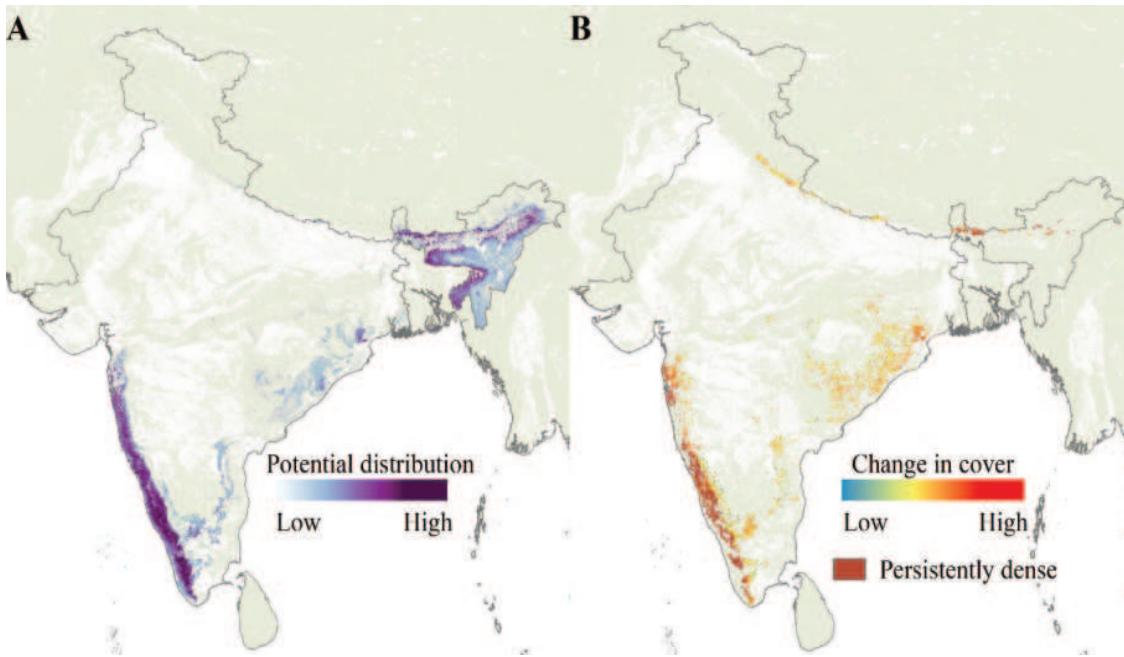 A
B
Potential distribution
Low High
Change in cover
Low High
Persistently dense